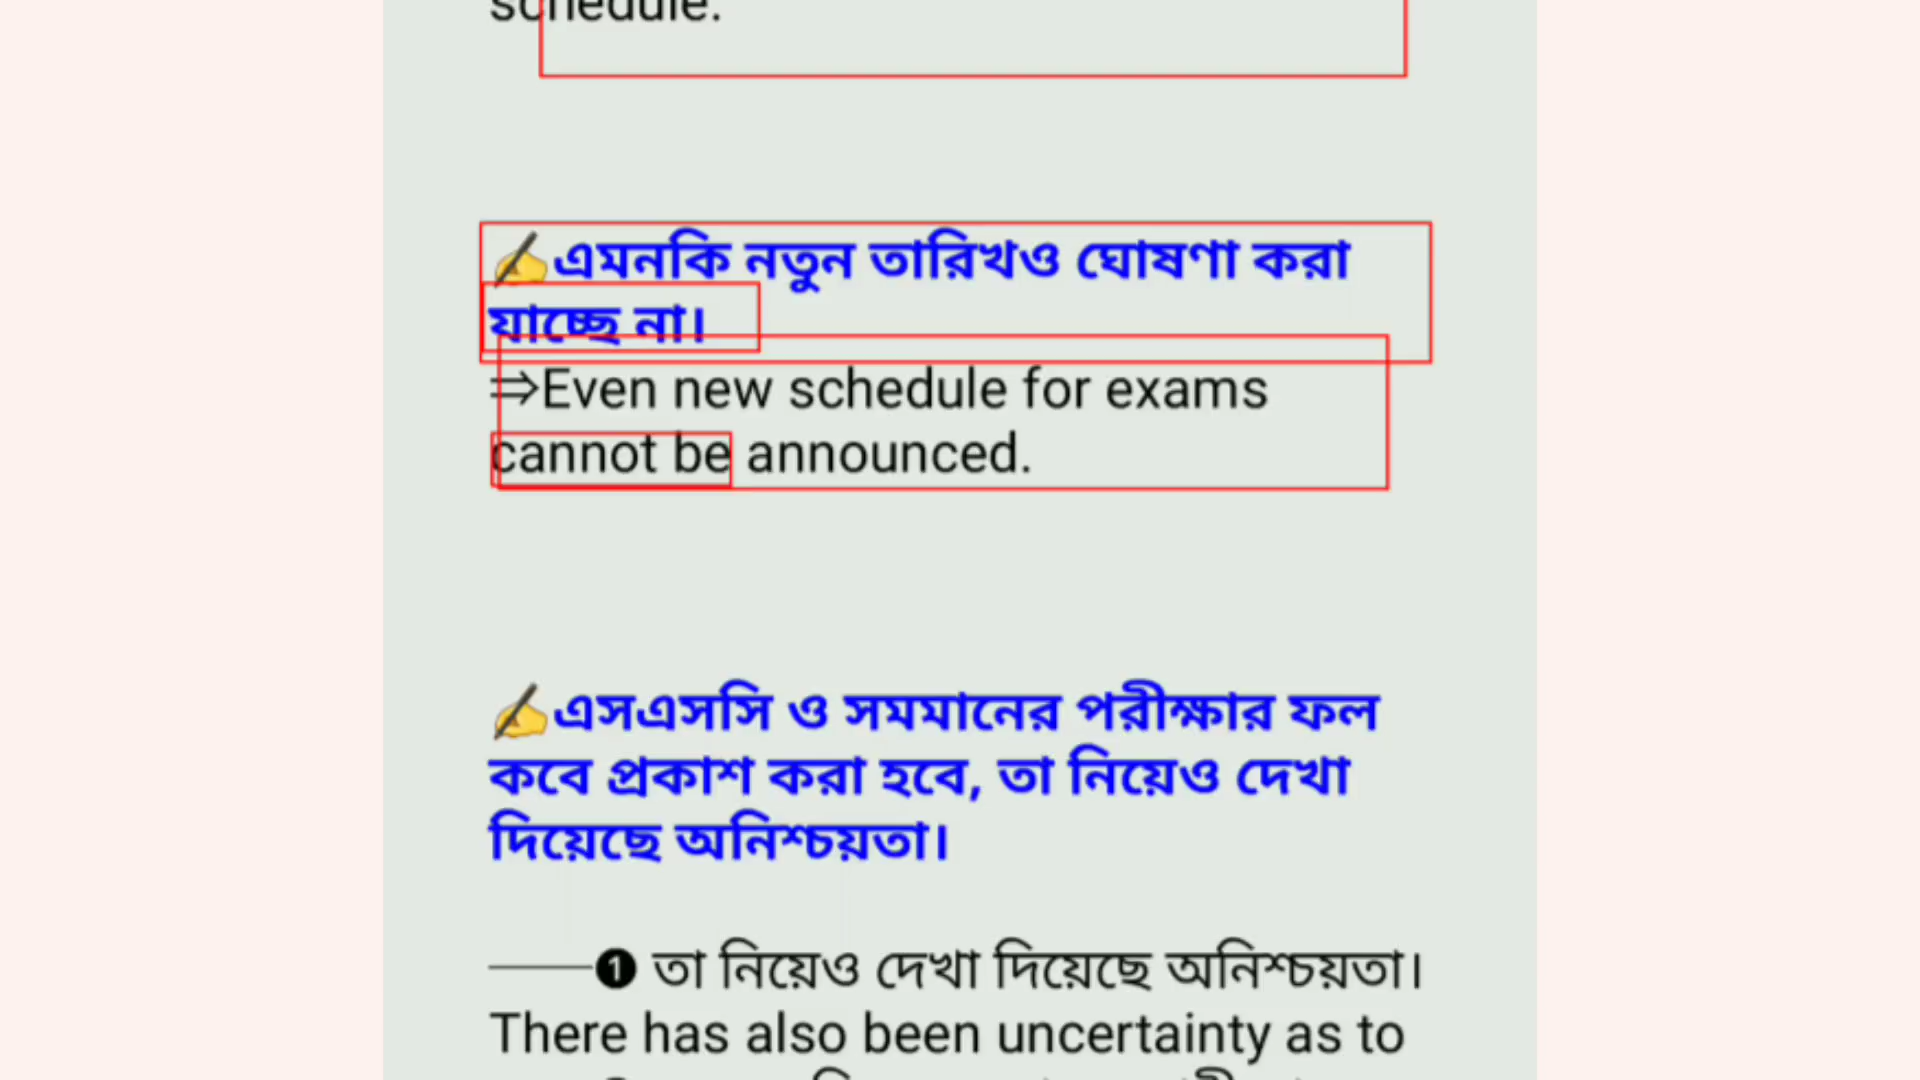 schedule.
✍এমনকি নতুন তারিখও ঘোষণা করা
যাচ্ছে না।
⇒Even new schedule for exams
cannot be announced.
✍এসএসসি ও সমমানের পরীক্ষার ফল
কবে প্রকাশ করা হবে, তা নিয়েও দেখা
দিয়েছে অনিশ্চয়তা।
——❶ তা নিয়েও দেখা দিয়েছে অনিশ্চয়তা।
There has also been uncertainty as to